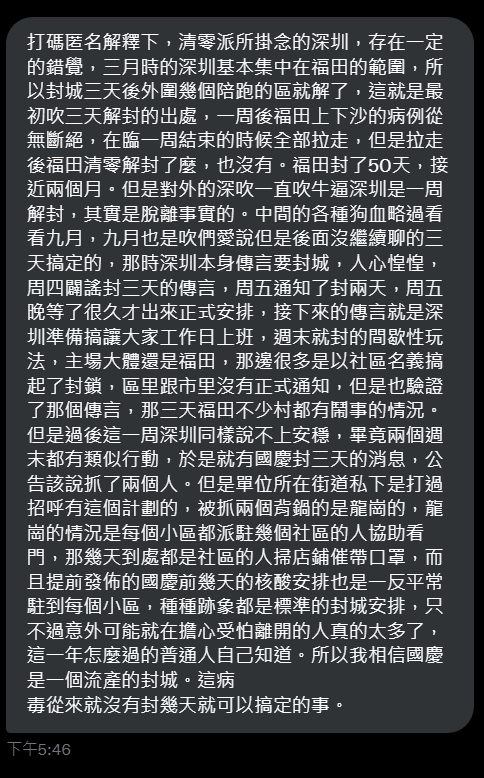 打碼匿名解釋下，清零派所掛念的深圳，存在一定
的錯覺，三月時的深圳基本集中在福田的範圍，所
以封城三天後外圍幾個陪跑的區就解了，這就是最
初吹三天解封的出處，一周後福田上下沙的病例從
無斷絕，在臨一周結束的時候全部拉走，但是拉走
後福田清零解封了麼，也沒有。福田封了50天，接
近兩個月。但是對外的深吹一直吹牛逼深圳是一周
解封，其實是脫離事實的。中間的各種狗血略過看
看九月，九月也是吹們愛說但是後面沒繼續聊的三
天搞定的，那時深圳本身傳言要封城，人心惶惶，
周四闢謠封三天的傳言，周五通知了封兩天，周五
晚等了很久才出來正式安排，接下來的傳言就是深
圳準備搞讓大家工作日上班，週末就封的間歇性玩
法，主場大體還是福田，那邊很多是以社區名義搞
起了封鎖，區里跟市里沒有正式通知，但是也驗證
了那個傳言，那三天福田不少村都有鬧事的情況。
但是過後這一周深圳同樣說不上安穩，畢竟兩個週
末都有類似行動，於是就有國慶封三天的消息，公
告該說抓了兩個人。但是單位所在街道私下是打過
招呼有這個計劃的，被抓兩個背鍋的是龍崗的，龍
崗的情況是每個小區都派駐幾個社區的人協助看
門，那幾天到處都是社區的人掃店鋪催帶口罩，而
且提前發佈的國慶前幾天的核酸安排也是一反平常
駐到每個小區，種種跡象都是標準的封城安排，只
不過意外可能就在擔心受怕離開的人真的太多了，
這一年怎麼過的普通人自己知道。所以我相信國慶
是一個流產的封城。這病
毒從來就沒有封幾天就可以搞定的事。
下午5:46